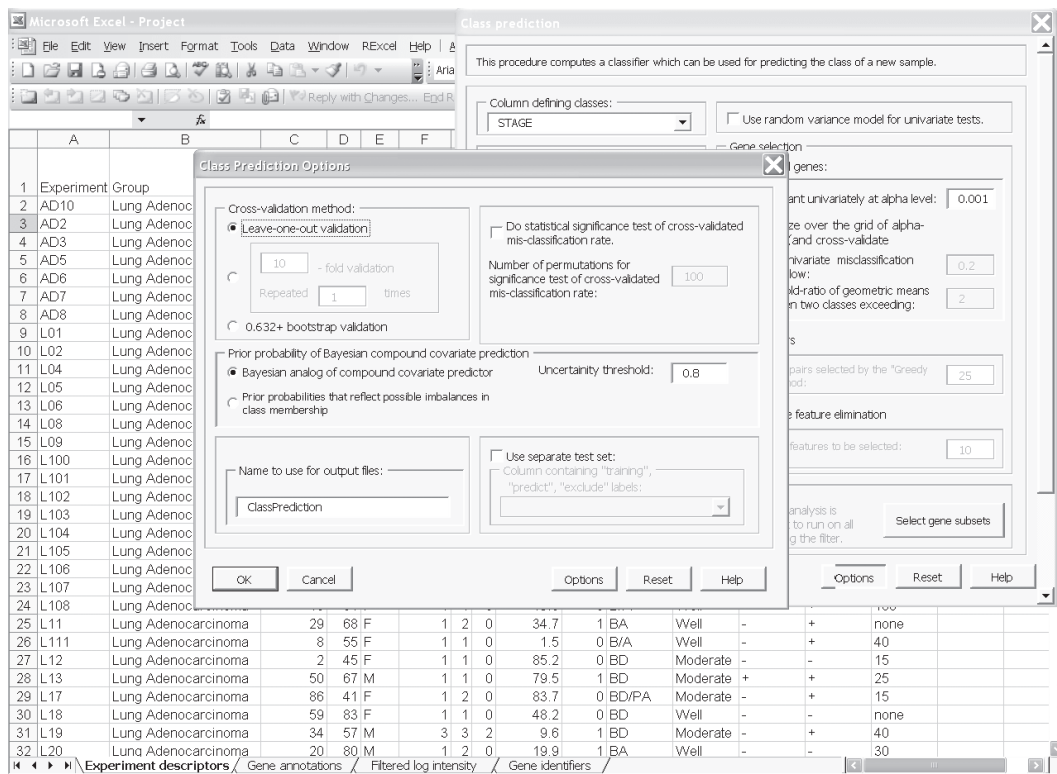 Microsoft Excel - Project
File Edit View Insert Format Tools Data Window RExcel Help A
Aria
Reply with Changes... End R
fx
A B C D E F
1 Experiment Group
2 AD10 Lung Adenoc
3 AD2 Lung Adenoc
4 AD3 Lung Adenoc
5 AD5 Lung Adenoc
6 AD6 Lung Adenoc
7 AD7 Lung Adenoc
8 AD8 Lung Adenoc
9 L01 Lung Adenoc
10 L02 Lung Adenoc
11 L04 Lung Adenoc
12 L05 Lung Adenoc
13 L06 Lung Adenoc
14 L08 Lung Adenoc
15 L09 Lung Adenoc
16 L100 Lung Adenoc
17 L101 Lung Adenoc
18 L102 Lung Adenoc
19 L103 Lung Adenoc
20 L104 Lung Adenoc
21 L105 Lung Adenoc
22 L106 Lung Adenoc
23 L107 Lung Adenoc
24 L108 Lung Adenocarcinoma
25 L11 Lung Adenocarcinoma 29 68 F 1 2 0 34.7 1 BA Well - + none
26 L111 Lung Adenocarcinoma 8 55 F 1 1 0 1.5 0 B/A Well - + 40
27 L12 Lung Adenocarcinoma 2 45 F 1 1 0 85.2 0 BD Moderate - - 15
28 L13 Lung Adenocarcinoma 50 67 M 1 1 0 79.5 1 BD Moderate + + 25
29 L17 Lung Adenocarcinoma 86 41 F 1 2 0 83.7 0 BD/PA Moderate - + 15
30 L18 Lung Adenocarcinoma 59 83 F 1 1 0 48.2 0 BD Well - - none
31 L19 Lung Adenocarcinoma 34 57 M 3 3 2 9.6 1 BD Moderate - + 40
32 L20 Lung Adenocarcinoma 20 80 M 1 2 0 19.9 1 BA Well - - 30
Experiment descriptors / Gene annotations / Filtered log intensity / Gene identifiers /
Class prediction
This procedure computes a classifier which can be used for predicting the class of a new sample.
Column defining classes:
STAGE
Use random variance model for univariate tests.
Gene selection
genes:
ant univariately at alpha level: 0.001
ze over the grid of alpha-
(and cross-validate
nivariate misclassification
low: 0.2
old-ratio of geometric means
en two classes exceeding: 2
rs
pairs selected by the "Greedy
hod: 25
e feature elimination
features to be selected: 10
analysis is
t to run on all
g the filter.
Select gene subsets
Options Reset Help
Class Prediction Options
Cross-validation method:
Leave-one-out validation
10 - fold validation
Repeated 1 times
0.632+ bootstrap validation
Do statistical significance test of cross-validated
mis-classification rate.
Number of permutations for
significance test of cross-validated
mis-classification rate: 100
Prior probability of Bayesian compound covariate prediction
Bayesian analog of compound covariate predictor
Uncertainity threshold: 0.8
Prior probabilities that reflect possible imbalances in
class membership
Name to use for output files:
ClassPrediction
Use separate test set:
Column containing "training",
"predict", "exclude" labels:
OK Cancel Options Reset Help